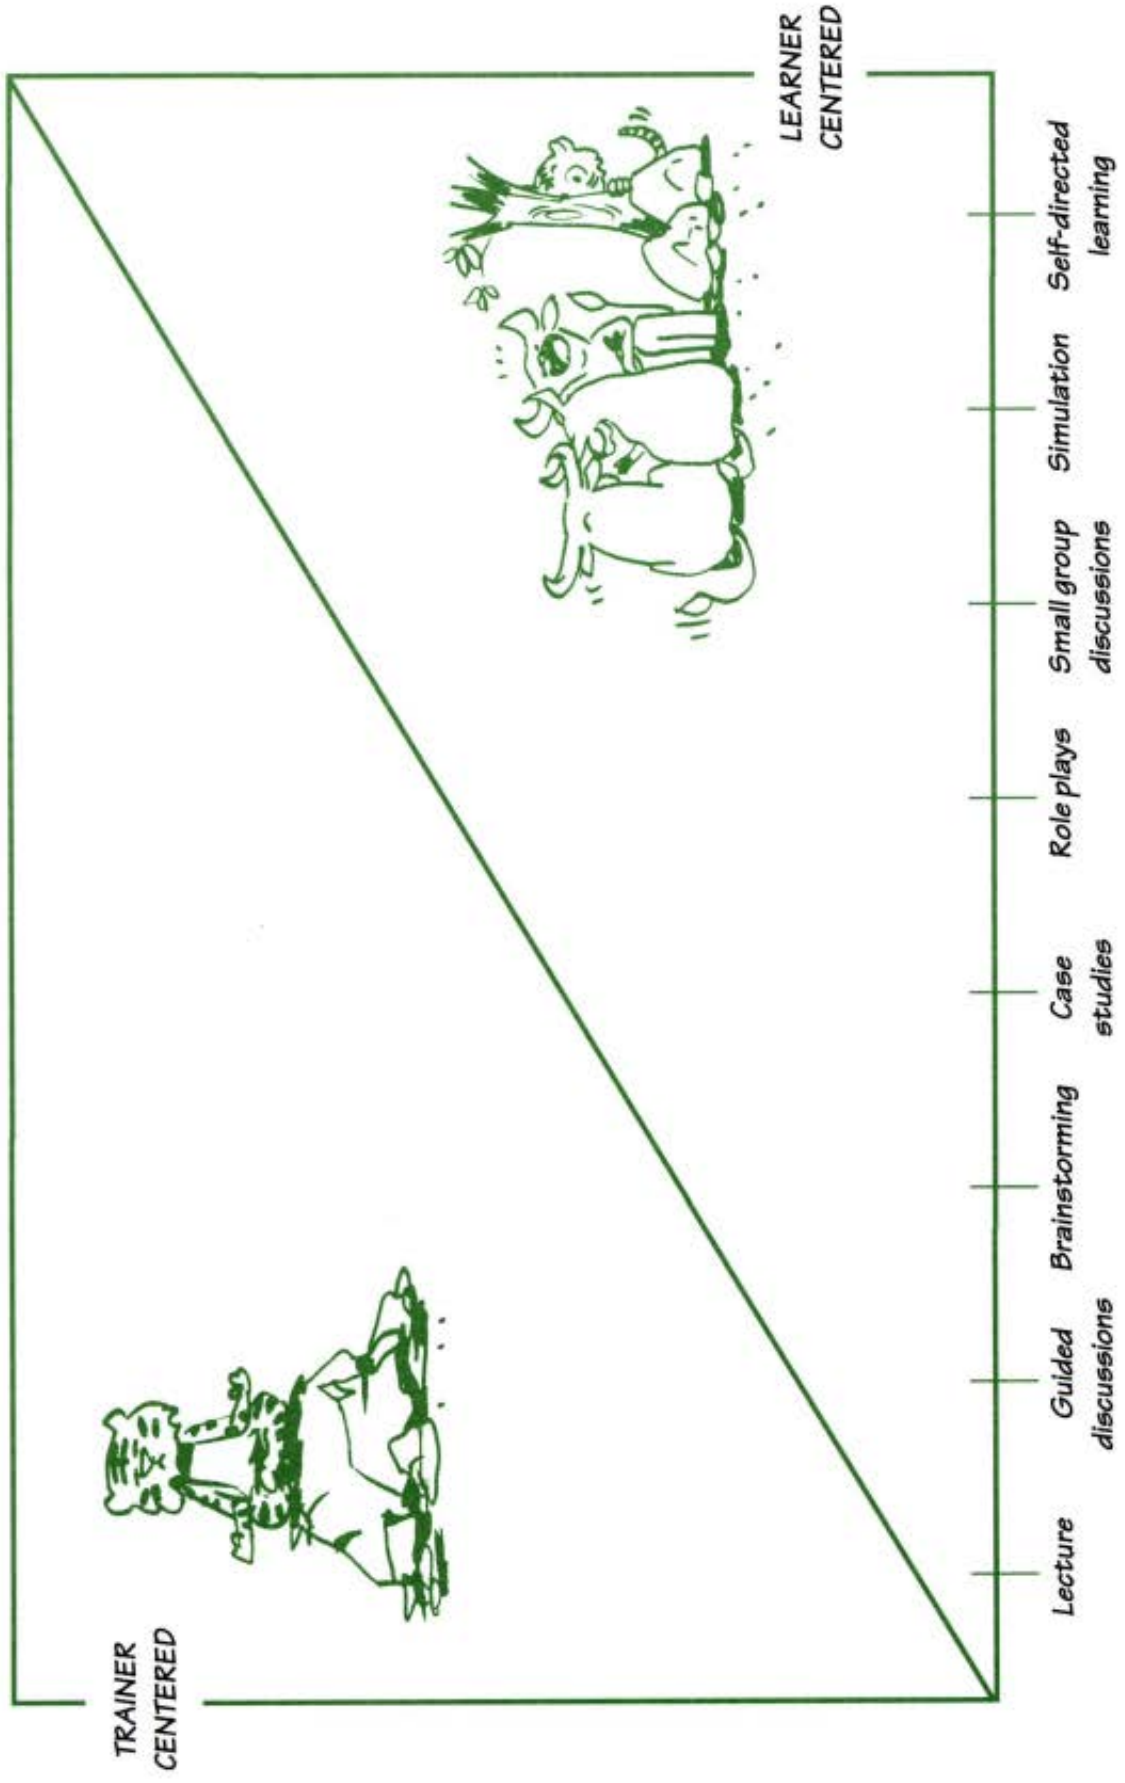 TRAINER
CENTERED
LEARNER
CENTERED
Lecture
Guided
discussions
Brainstorming
Case
studies
Role plays
Small group
discussions
Simulation
Self-directed
learning